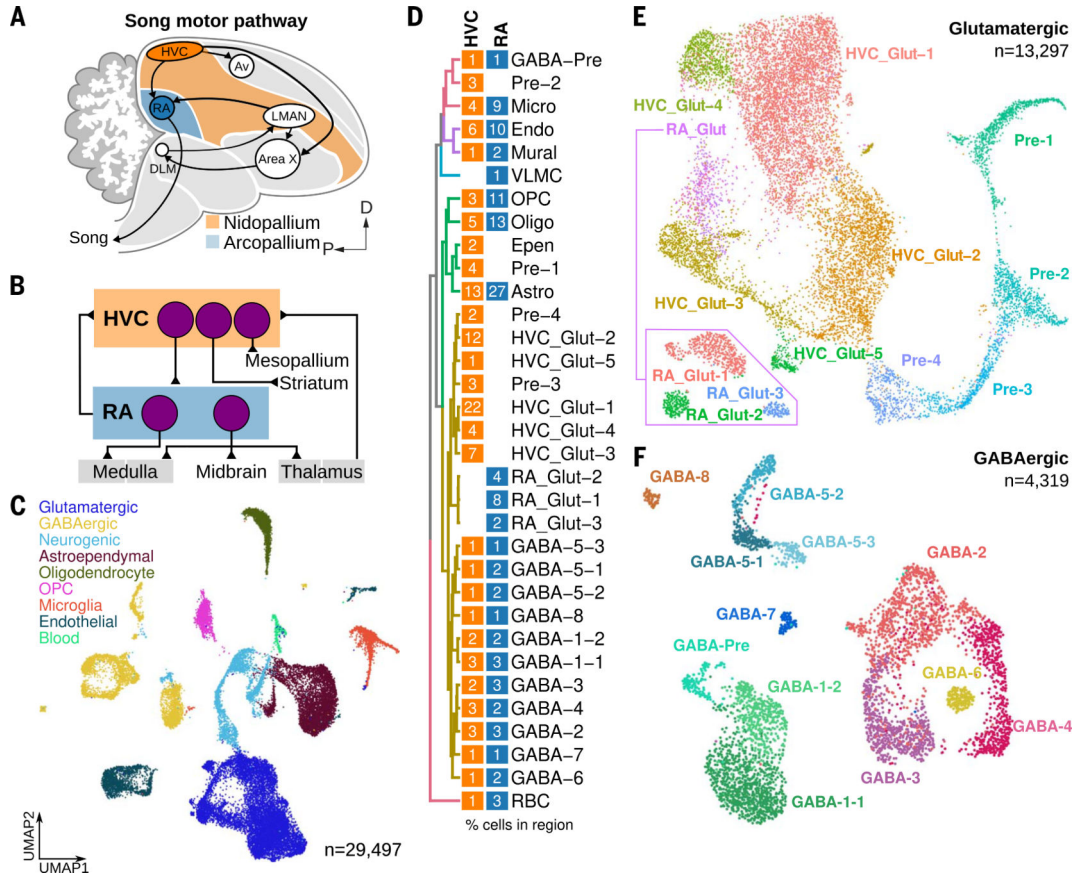 A
Song motor pathway
HVC
Av
RA
LMAN
DLM
Area X
Song
Nidopallium
Arcopallium
D
P
B
HVC
Mesopallium
Striatum
RA
Medulla
Midbrain
Thalamus
C
Glutamatergic
GABAergic
Neurogenic
Astroependymal
Oligodendrocyte
OPC
Microglia
Endothelial
Blood
UMAP2
UMAP1
n=29,497
D
HVC
RA
1 1 GABA-Pre
3 Pre-2
4 9 Micro
6 10 Endo
1 2 Mural
1 VLMC
3 11 OPC
5 13 Oligo
2 Epen
4 Pre-1
13 27 Astro
2 Pre-4
12 HVC_Glut-2
1 HVC_Glut-5
3 Pre-3
22 HVC_Glut-1
4 HVC_Glut-4
7 HVC_Glut-3
4 RA_Glut-2
8 RA_Glut-1
2 RA_Glut-3
1 1 GABA-5-3
1 2 GABA-5-1
1 2 GABA-5-2
1 1 GABA-8
2 2 GABA-1-2
3 3 GABA-1-1
2 3 GABA-3
3 2 GABA-4
3 3 GABA-2
1 1 GABA-7
1 2 GABA-6
1 3 RBC
% cells in region
E
Glutamatergic
n=13,297
HVC_Glut-1
HVC_Glut-4
RA_Glut
Pre-1
HVC_Glut-2
Pre-2
HVC_Glut-3
HVC_Glut-5
Pre-4
RA_Glut-1
RA_Glut-3
Pre-3
RA_Glut-2
F
GABAergic
n=4,319
GABA-8
GABA-5-2
GABA-5-3
GABA-5-1
GABA-2
GABA-7
GABA-Pre
GABA-6
GABA-1-2
GABA-4
GABA-3
GABA-1-1